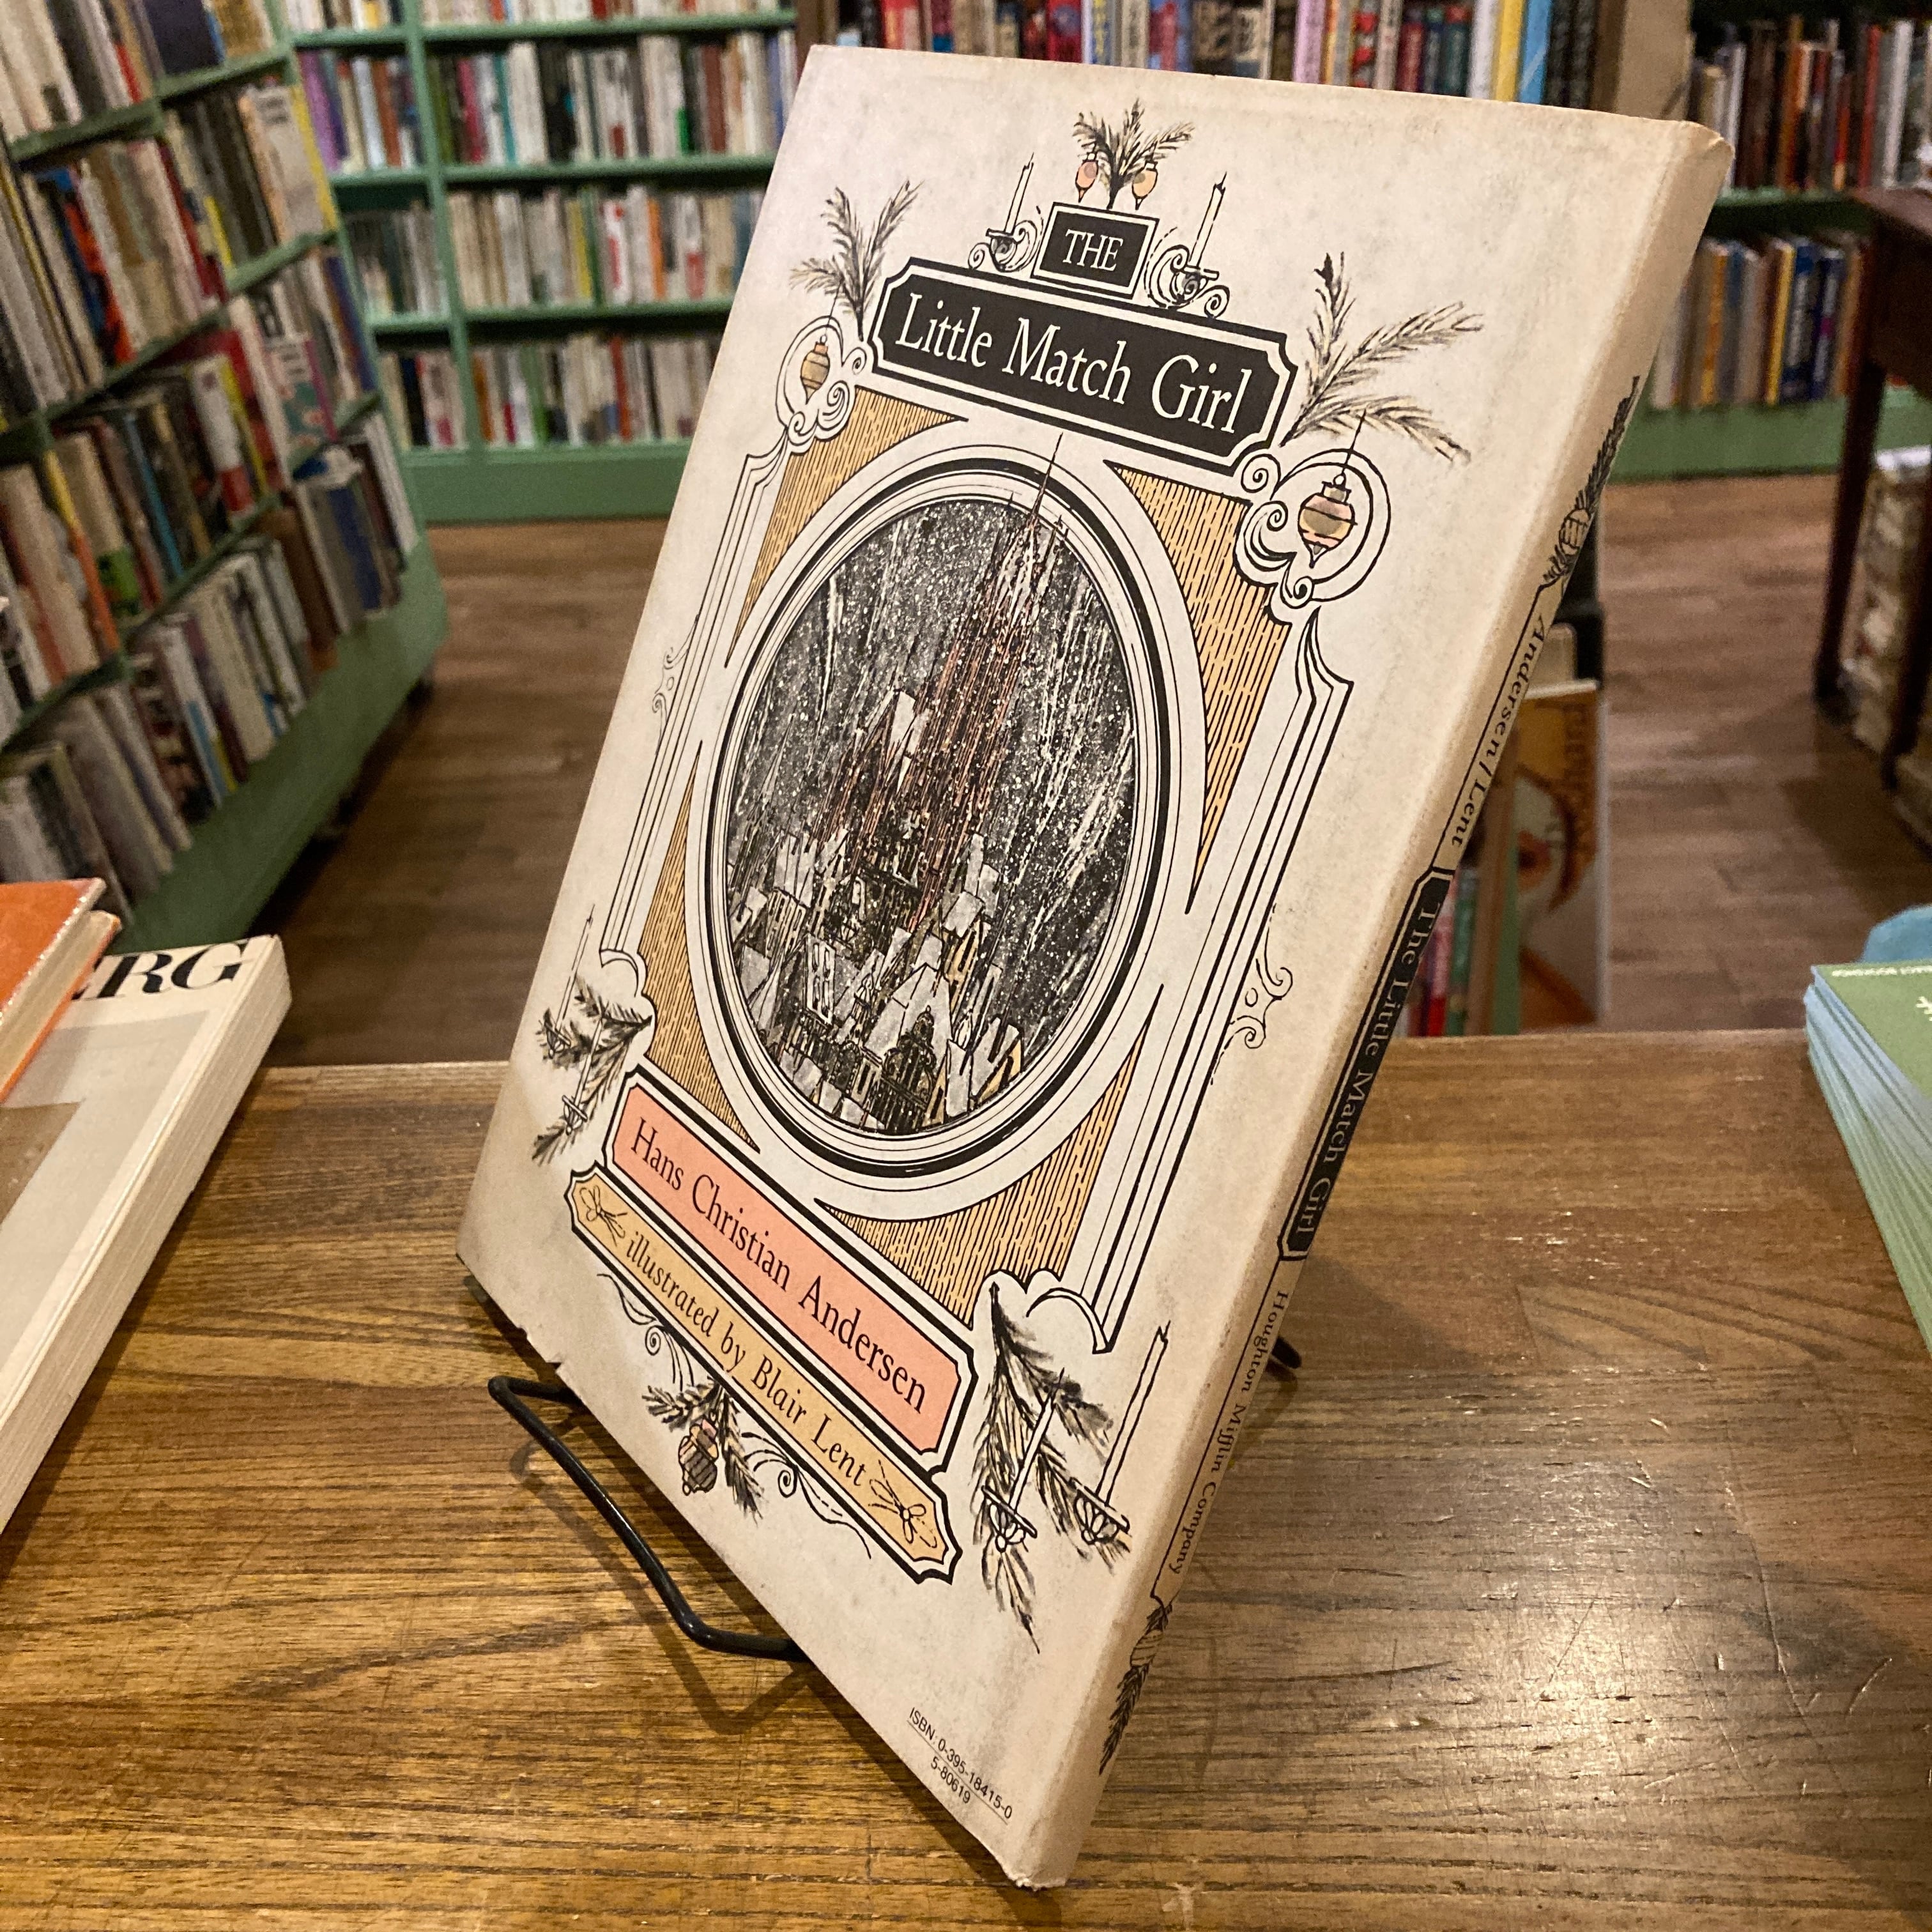 THE
Little Match Girl
Hans Christian Andersen
illustrated by Blair Lent
ISBN: 0-395-18415-0
5-80619
Andersen/Lent
The Little Match Girl
Houghton Mifflin Company
ERG